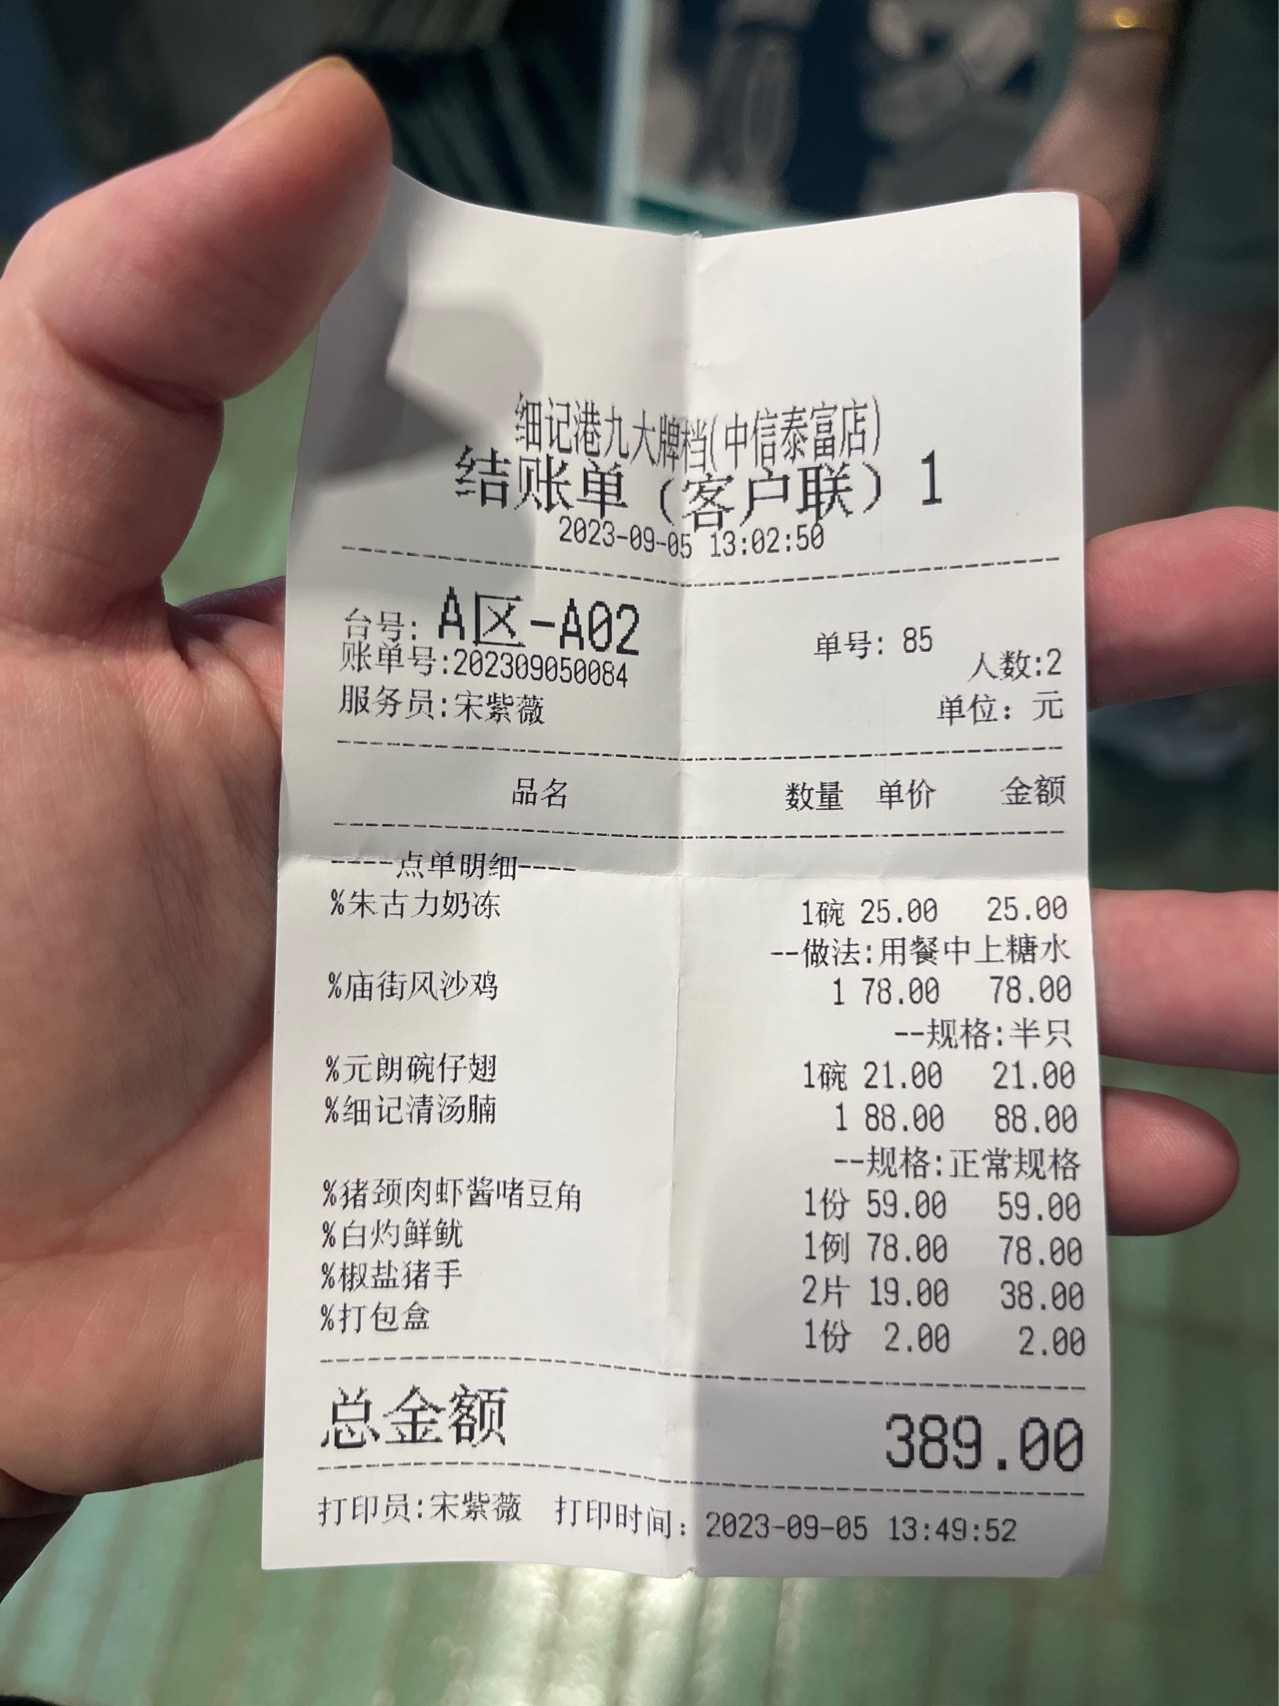 细记港九大牌档(中信泰富店)
结账单（客户联）1
2023-09-05 13:02:50
台号: A区-A02 单号: 85
账单号:202309050084 人数:2
服务员:宋紫薇 单位: 元
品名 数量 单价 金额
----点单明细----
%朱古力奶冻 1碗 25.00 25.00
--做法:用餐中上糖水
%庙街风沙鸡 1 78.00 78.00
--规格:半只
%元朗碗仔翅 1碗 21.00 21.00
%细记清汤腩 1 88.00 88.00
--规格:正常规格
%猪颈肉虾酱啫豆角 1份 59.00 59.00
%白灼鲜鱿 1例 78.00 78.00
%椒盐猪手 2片 19.00 38.00
%打包盒 1份 2.00 2.00
总金额 389.00
打印员:宋紫薇 打印时间: 2023-09-05 13:49:52